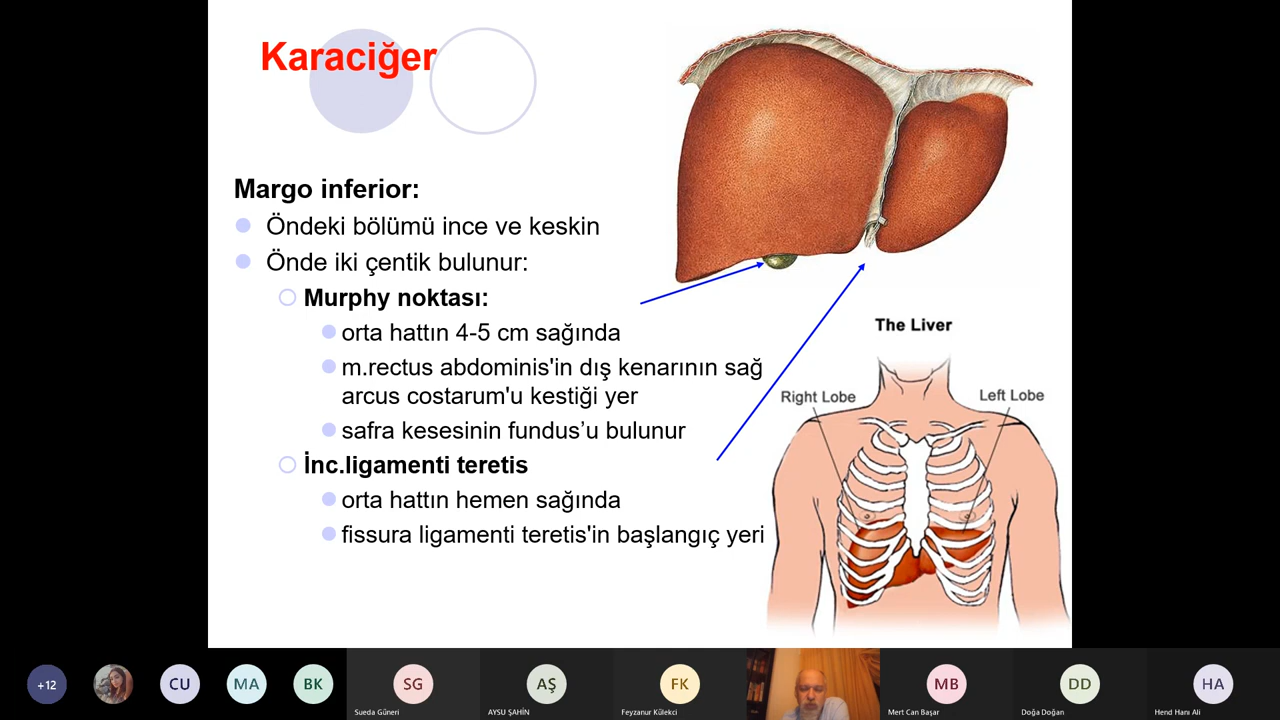 Karaciğer
Margo inferior:
Öndeki bölümü ince ve keskin
Önde iki çentik bulunur:
Murphy noktası:
orta hattın 4-5 cm sağında
m.rectus abdominis'in dış kenarının sağ
arcus costarum'u kestiği yer
safra kesesinin fundus’u bulunur
İnc.ligamenti teretis
orta hattın hemen sağında
fissura ligamenti teretis'in başlangıç yeri
The Liver
Right Lobe
Left Lobe
+12
CU
MA
BK
SG
Sueda Güneri
AŞ
AYSU ŞAHİN
FK
Feyzanur Külekci
MB
Mert Can Başar
DD
Doğa Doğan
HA
Hend Hanı Ali